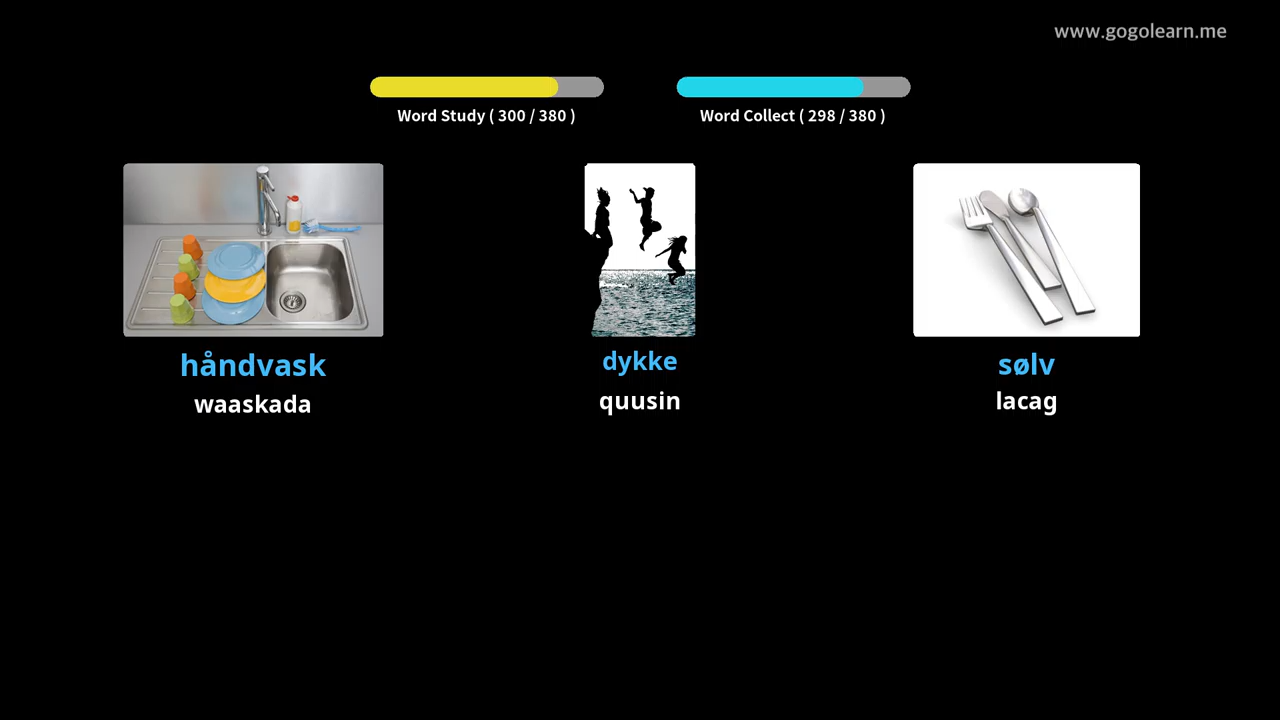 www.gogolearn.me
Word Study ( 300 / 380 )
Word Collect ( 298 / 380 )
håndvask
waaskada
dykke
quusin
sølv
lacag